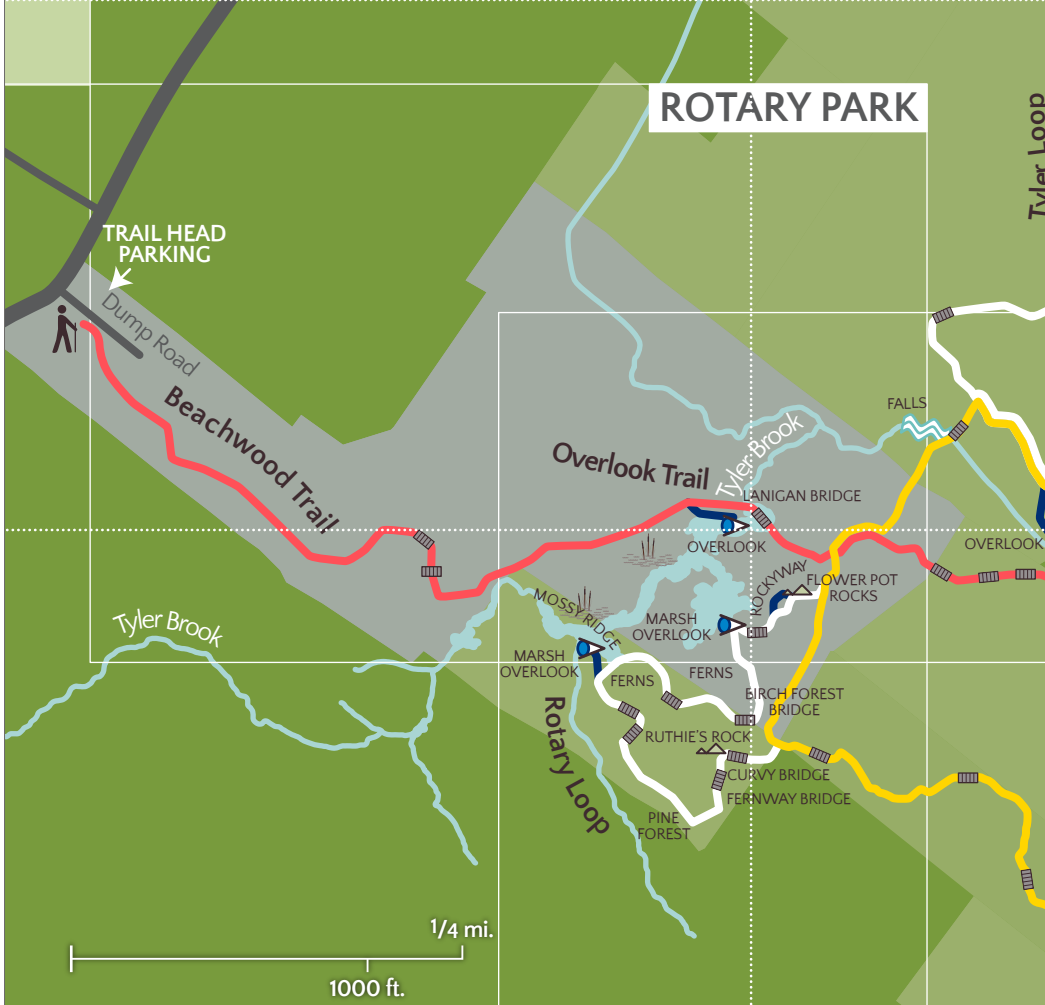 ROTARY PARK
Tyler Loop
TRAIL HEAD
PARKING
Dump Road
Beachwood Trail
FALLS
Overlook Trail
Tyler Brook
LANIGAN BRIDGE
OVERLOOK
OVERLOOK
ROCKYWAY
FLOWER POT
ROCKS
MOSSY RIDGE
MARSH
OVERLOOK
Tyler Brook
MARSH
OVERLOOK
FERNS
FERNS
BIRCH FOREST
BRIDGE
Rotary Loop
RUTHIE'S ROCK
CURVY BRIDGE
FERNWAY BRIDGE
PINE
FOREST
1/4 mi.
1000 ft.